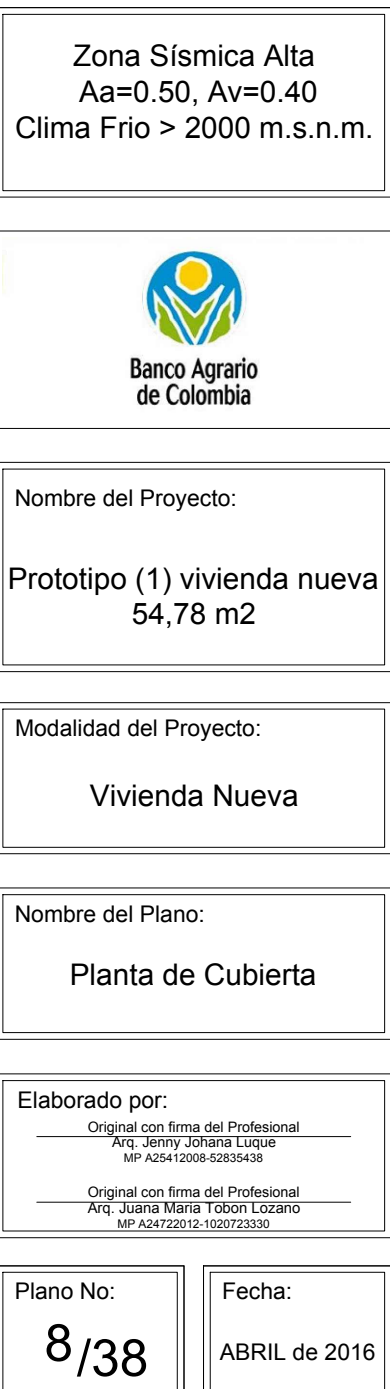 Zona Sísmica Alta
Aa=0.50, Av=0.40
Clima Frio > 2000 m.s.n.m.
Banco Agrario
de Colombia
Nombre del Proyecto:
Prototipo (1) vivienda nueva
54,78 m2
Modalidad del Proyecto:
Vivienda Nueva
Nombre del Plano:
Planta de Cubierta
Elaborado por:
Original con firma del Profesional
Arq. Jenny Johana Luque
MP A25412008-52835438
Original con firma del Profesional
Arq. Juana Maria Tobon Lozano
MP A24722012-1020723330
Plano No:
8/38
Fecha:
ABRIL de 2016